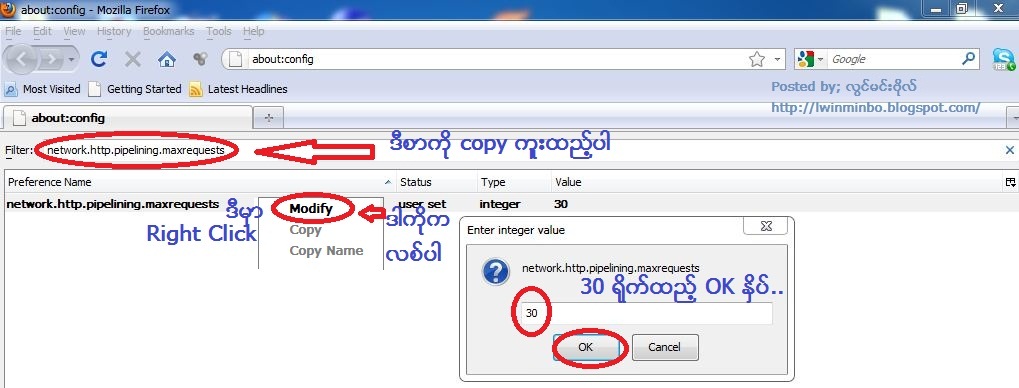 about:config - Mozilla Firefox
File Edit View History Bookmarks Tools Help
about:config
Google
Most Visited Getting Started Latest Headlines
Posted by; လွင်မင်းဗိုလ်
http://lwinminbo.blogspot.com/
about:config
Filter: network.http.pipelining.maxrequests
ဒီစာကို copy ကူးထည့်ပါ
Preference Name Status Type Value
network.http.pipelining.maxrequests user set integer 30
ဒီမှာ
Right Click
Modify
Copy
Copy Name
ဒါကိုက
လစ်ပါ
Enter integer value
network.http.pipelining.maxrequests
30 ရိုက်ထည့် OK နှိပ်..
30
OK Cancel